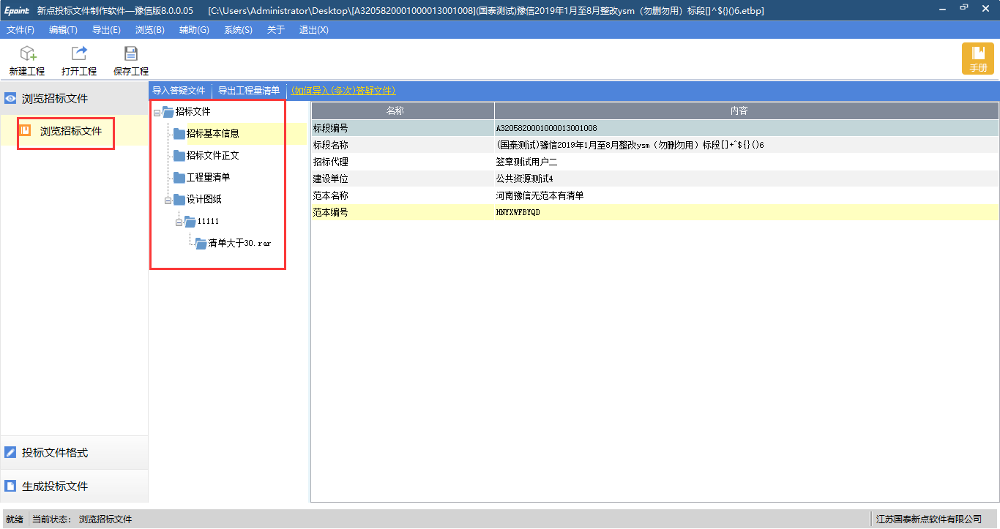 Epoint 新点投标文件制作软件—豫信版8.0.0.05 [C:\Users\Administrator\Desktop\[A3205820001000013001008](国泰测试)豫信2019年1月至8月整改ysm（勿删勿用）标段[]^${}()6.etbp]
文件(F) 编辑(T) 导出(E) 浏览(B) 辅助(G) 系统(S) 关于 退出(X)
新建工程 打开工程 保存工程 手册
浏览招标文件
浏览招标文件
投标文件格式
生成投标文件
导入答疑文件 导出工程量清单 (如何导入(多次)答疑文件)
招标文件
招标基本信息
招标文件正文
工程量清单
设计图纸
11111
清单大于30.rar
名称 内容
标段编号 A3205820001000013001008
标段名称 (国泰测试)豫信2019年1月至8月整改ysm（勿删勿用）标段[]+^${}()6
招标代理 签章测试用户二
建设单位 公共资源测试4
范本名称 河南豫信无范本有清单
范本编号 HNYXWFBYQD
就绪 当前状态： 浏览招标文件 江苏国泰新点软件有限公司